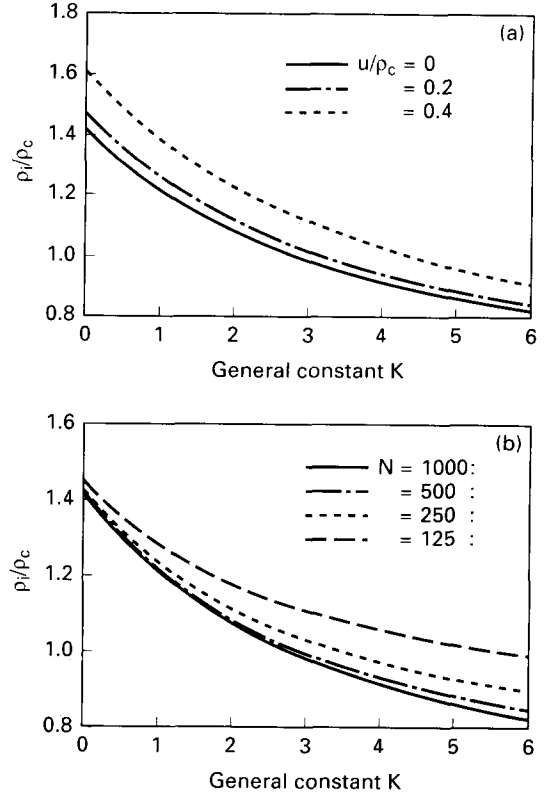 1.8
(a)
u/ρc = 0
= 0.2
= 0.4
1.6
1.4
1.2
1.0
0.8
ρi/ρc
0 1 2 3 4 5 6
General constant K
1.6
(b)
N = 1000:
= 500 :
= 250 :
= 125 :
1.4
1.2
1.0
0.8
ρi/ρc
0 1 2 3 4 5 6
General constant K